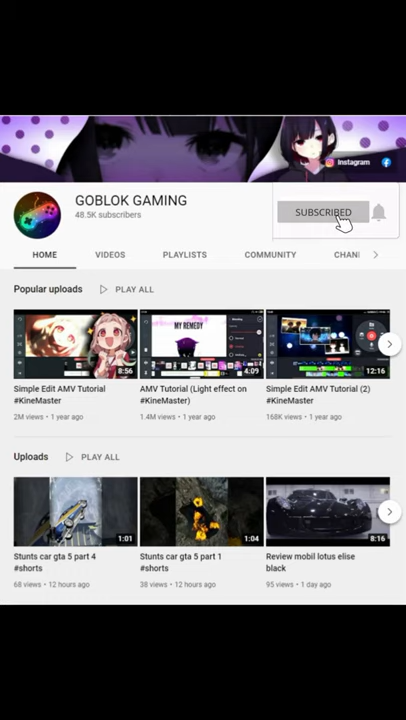 Instagram
GOBLOK GAMING
48.5K subscribers
SUBSCRIBED
HOME VIDEOS PLAYLISTS COMMUNITY CHAN
Popular uploads PLAY ALL
MY REMEDY
8:56 4:09 12:16
Simple Edit AMV Tutorial AMV Tutorial (Light effect on Simple Edit AMV Tutorial (2)
#KineMaster KineMaster) #KineMaster
2M views • 1 year ago 1.4M views • 1 year ago 168K views • 1 year ago
Uploads PLAY ALL
1:01 1:04 8:16
Stunts car gta 5 part 4 Stunts car gta 5 part 1 Review mobil lotus elise
#shorts #shorts black
68 views • 12 hours ago 38 views • 12 hours ago 95 views • 1 day ago